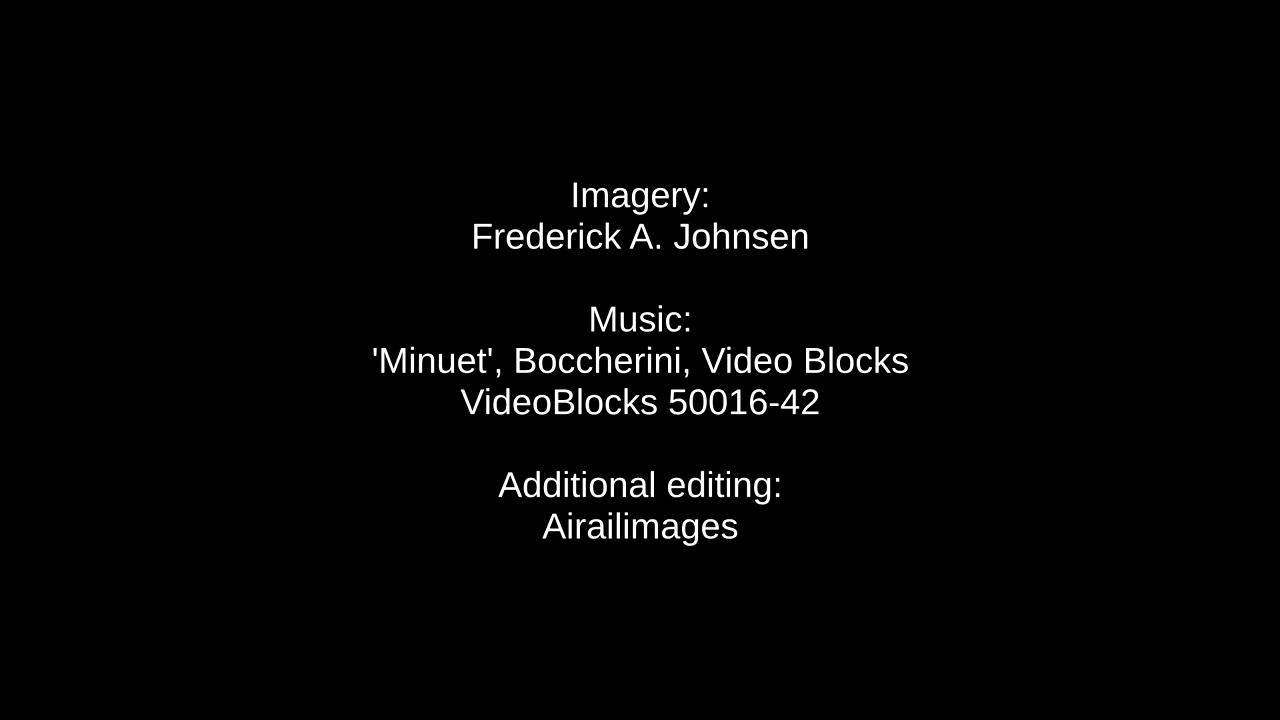 Imagery:
Frederick A. Johnsen
Music:
'Minuet', Boccherini, Video Blocks
VideoBlocks 50016-42
Additional editing:
Airailimages